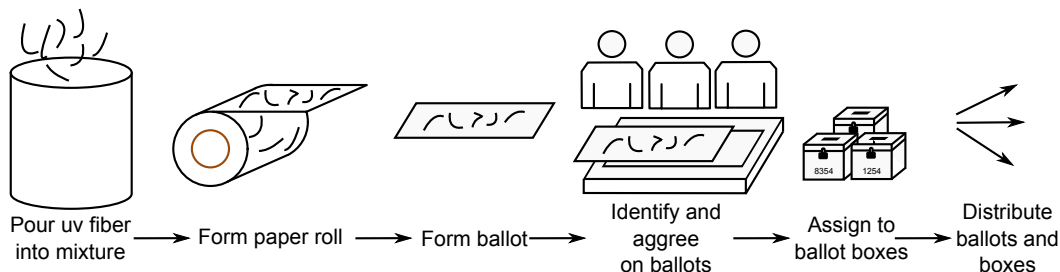 8354
1254
Pour uv fiber
into mixture
Form paper roll
Form ballot
Identify and
aggree
on ballots
Assign to
ballot boxes
Distribute
ballots and
boxes